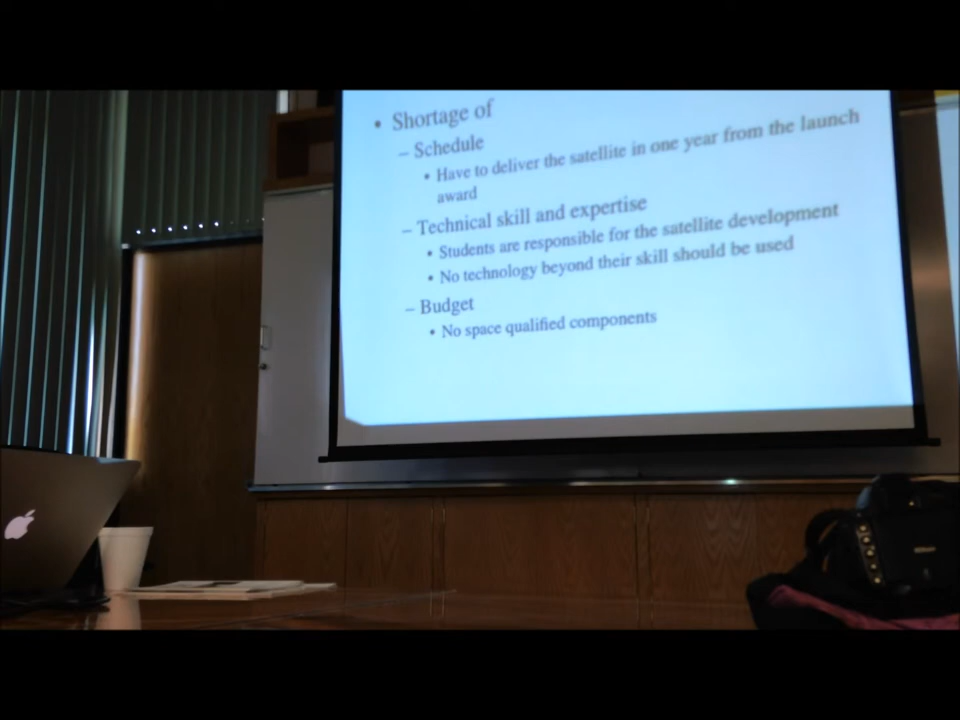 • Shortage of
– Schedule
• Have to deliver the satellite in one year from the launch
award
– Technical skill and expertise
• Students are responsible for the satellite development
• No technology beyond their skill should be used
– Budget
• No space qualified components